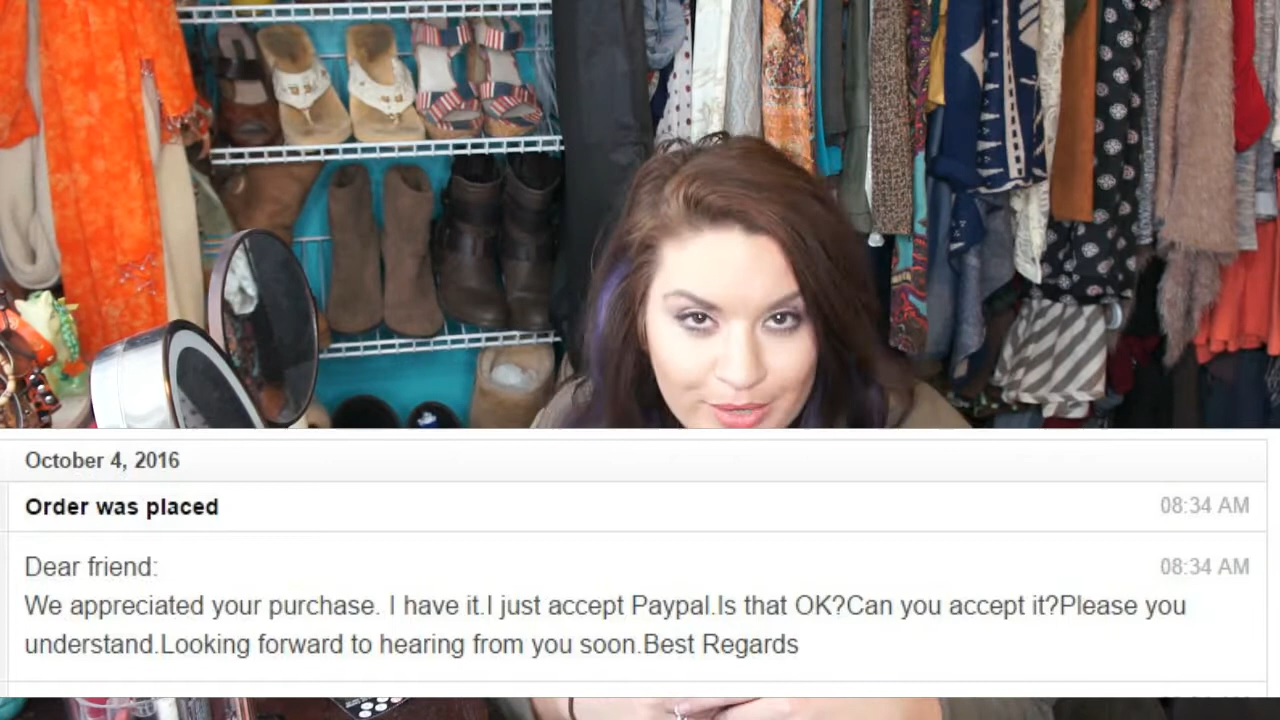 October 4, 2016
Order was placed 08:34 AM
Dear friend: 08:34 AM
We appreciated your purchase. I have it.I just accept Paypal.Is that OK?Can you accept it?Please you
understand.Looking forward to hearing from you soon.Best Regards